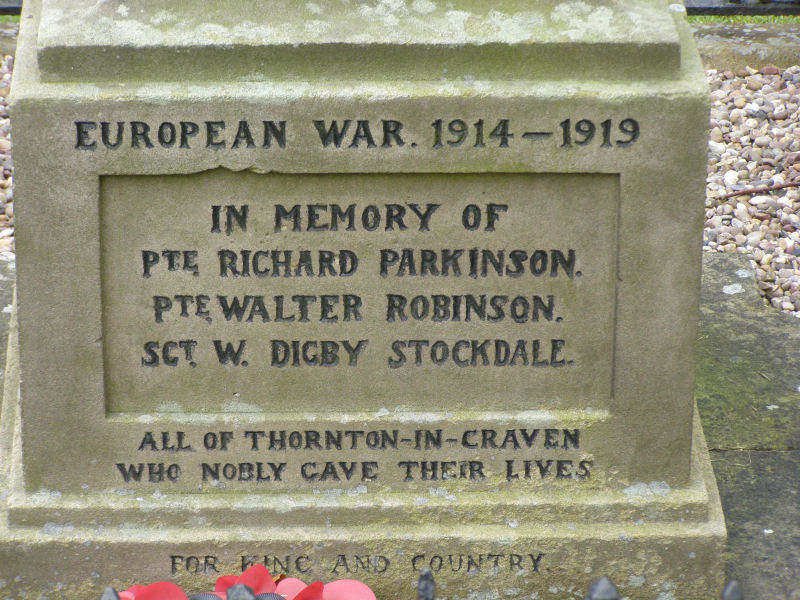 EUROPEAN WAR. 1914-1919
IN MEMORY OF
PTE, RICHARD PARKINSON.
PTE, WALTER ROBINSON.
SGT. W. DIGBY STOCKDALE.
ALL OF THORNTON-IN-CRAVEN
WHO NOBLY GAVE THEIR LIVES
FOR KING AND COUNTRY.